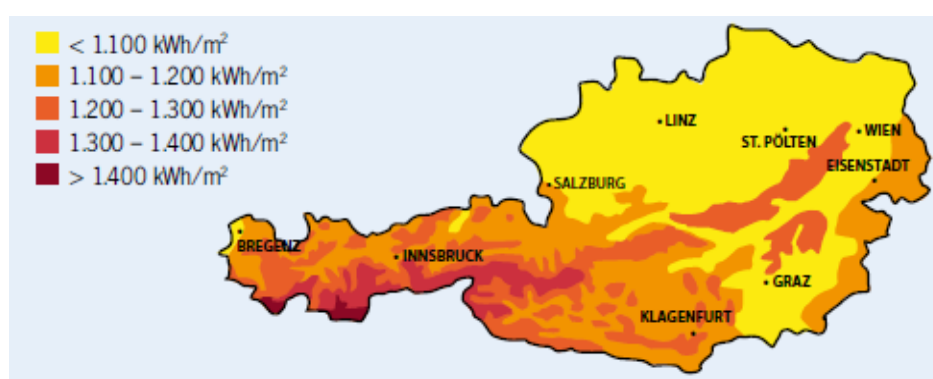 < 1.100 kWh/m²
1.100 – 1.200 kWh/m²
1.200 – 1.300 kWh/m²
1.300 – 1.400 kWh/m²
> 1.400 kWh/m²
LINZ
ST. PÖLTEN
WIEN
EISENSTADT
SALZBURG
BREGENZ
INNSBRUCK
GRAZ
KLAGENFURT